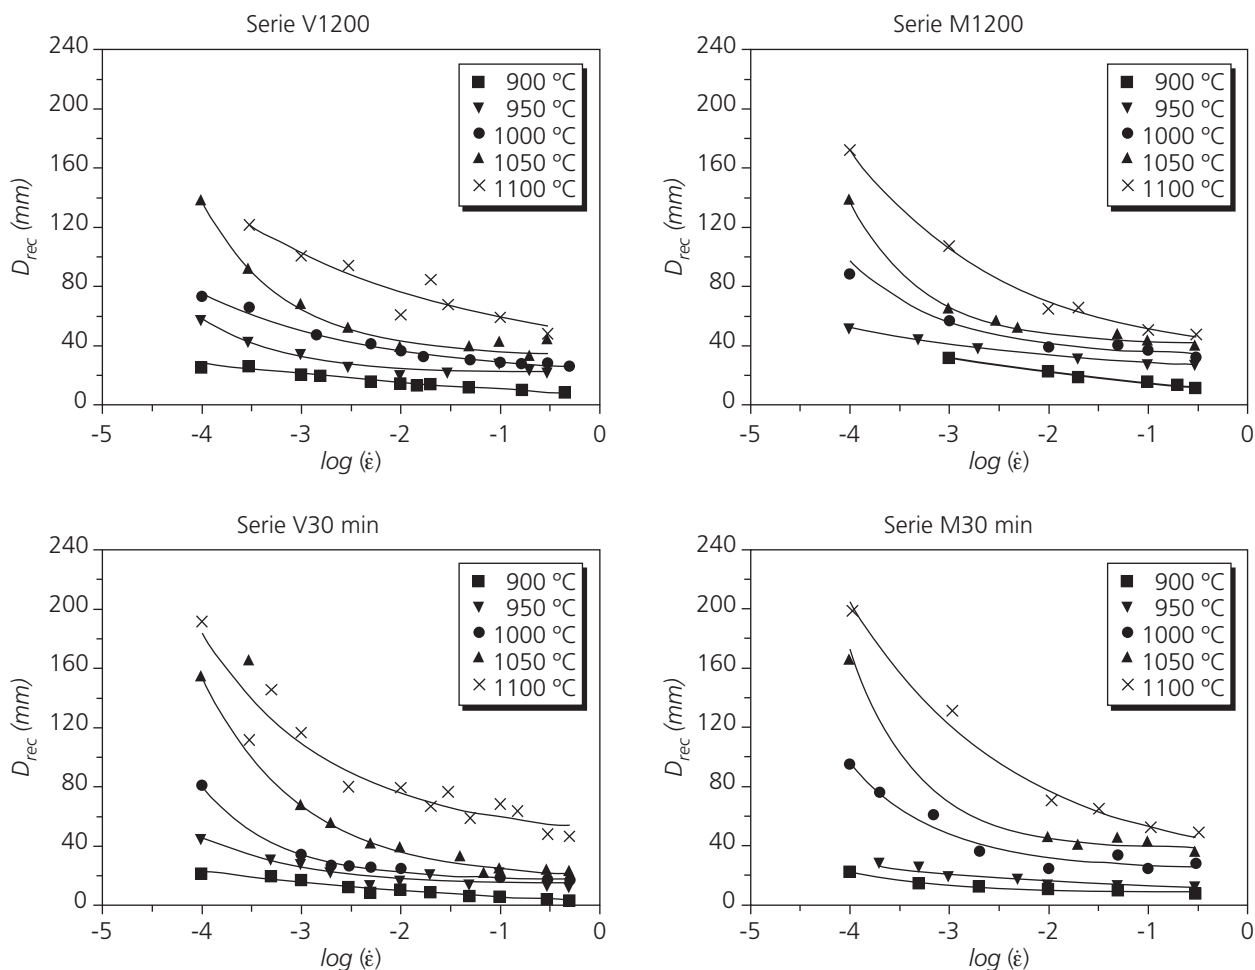 Serie V1200
240
200
160
120
80
40
0
-5 -4 -3 -2 -1 0
D_rec (mm)
log (ε̇)
900 ºC
950 ºC
1000 ºC
1050 ºC
1100 ºC
Serie M1200
240
200
160
120
80
40
0
-5 -4 -3 -2 -1 0
D_rec (mm)
log (ε̇)
900 ºC
950 ºC
1000 ºC
1050 ºC
1100 ºC
Serie V30 min
240
200
160
120
80
40
0
-5 -4 -3 -2 -1 0
D_rec (mm)
log (ε̇)
900 ºC
950 ºC
1000 ºC
1050 ºC
1100 ºC
Serie M30 min
240
200
160
120
80
40
0
-5 -4 -3 -2 -1 0
D_rec (mm)
log (ε̇)
900 ºC
950 ºC
1000 ºC
1050 ºC
1100 ºC